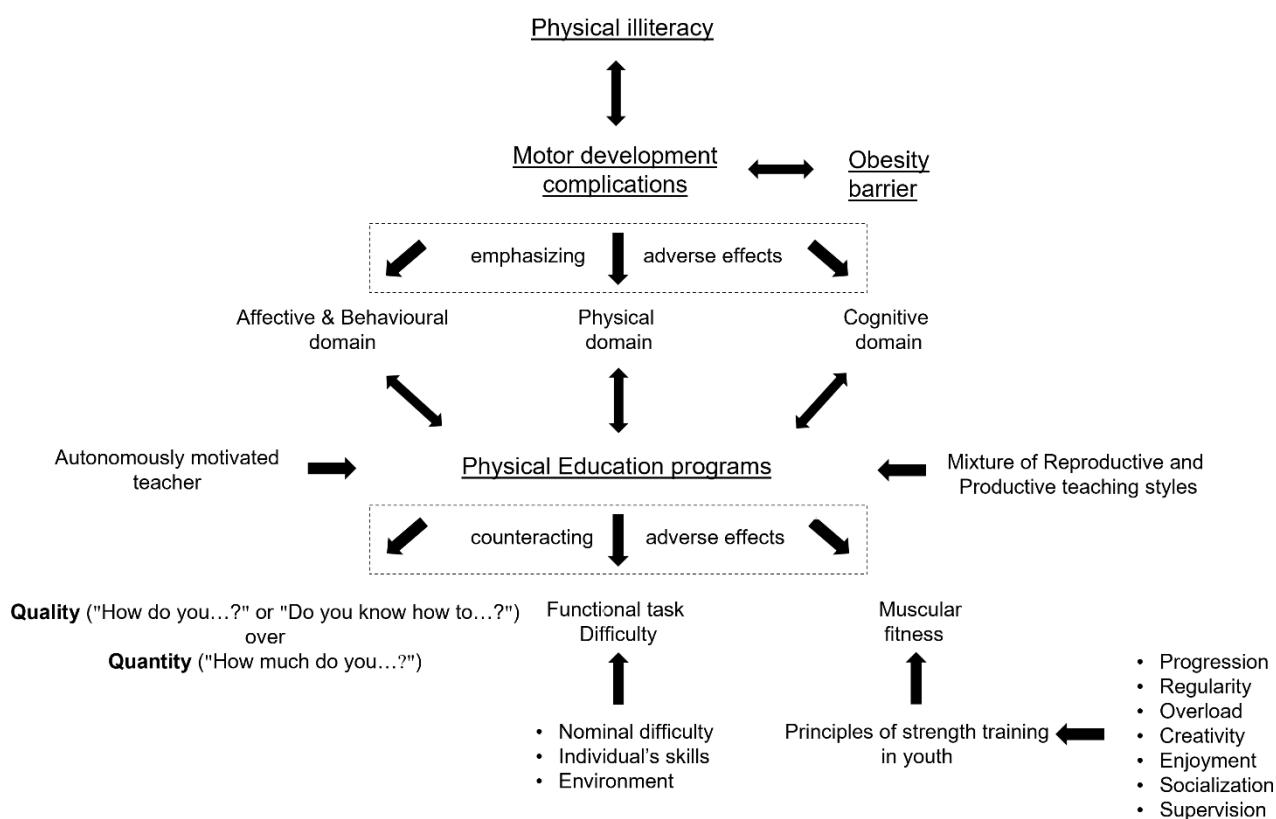 Physical illiteracy
Motor development
complications
Obesity
barrier
emphasizing
adverse effects
Affective & Behavioural
domain
Physical
domain
Cognitive
domain
Autonomously motivated
teacher
Physical Education programs
Mixture of Reproductive and
Productive teaching styles
counteracting
adverse effects
Quality ("How do you…?" or "Do you know how to…?")
over
Quantity ("How much do you…?")
Functional task
Difficulty
Muscular
fitness
• Nominal difficulty
• Individual’s skills
• Environment
Principles of strength training
in youth
• Progression
• Regularity
• Overload
• Creativity
• Enjoyment
• Socialization
• Supervision